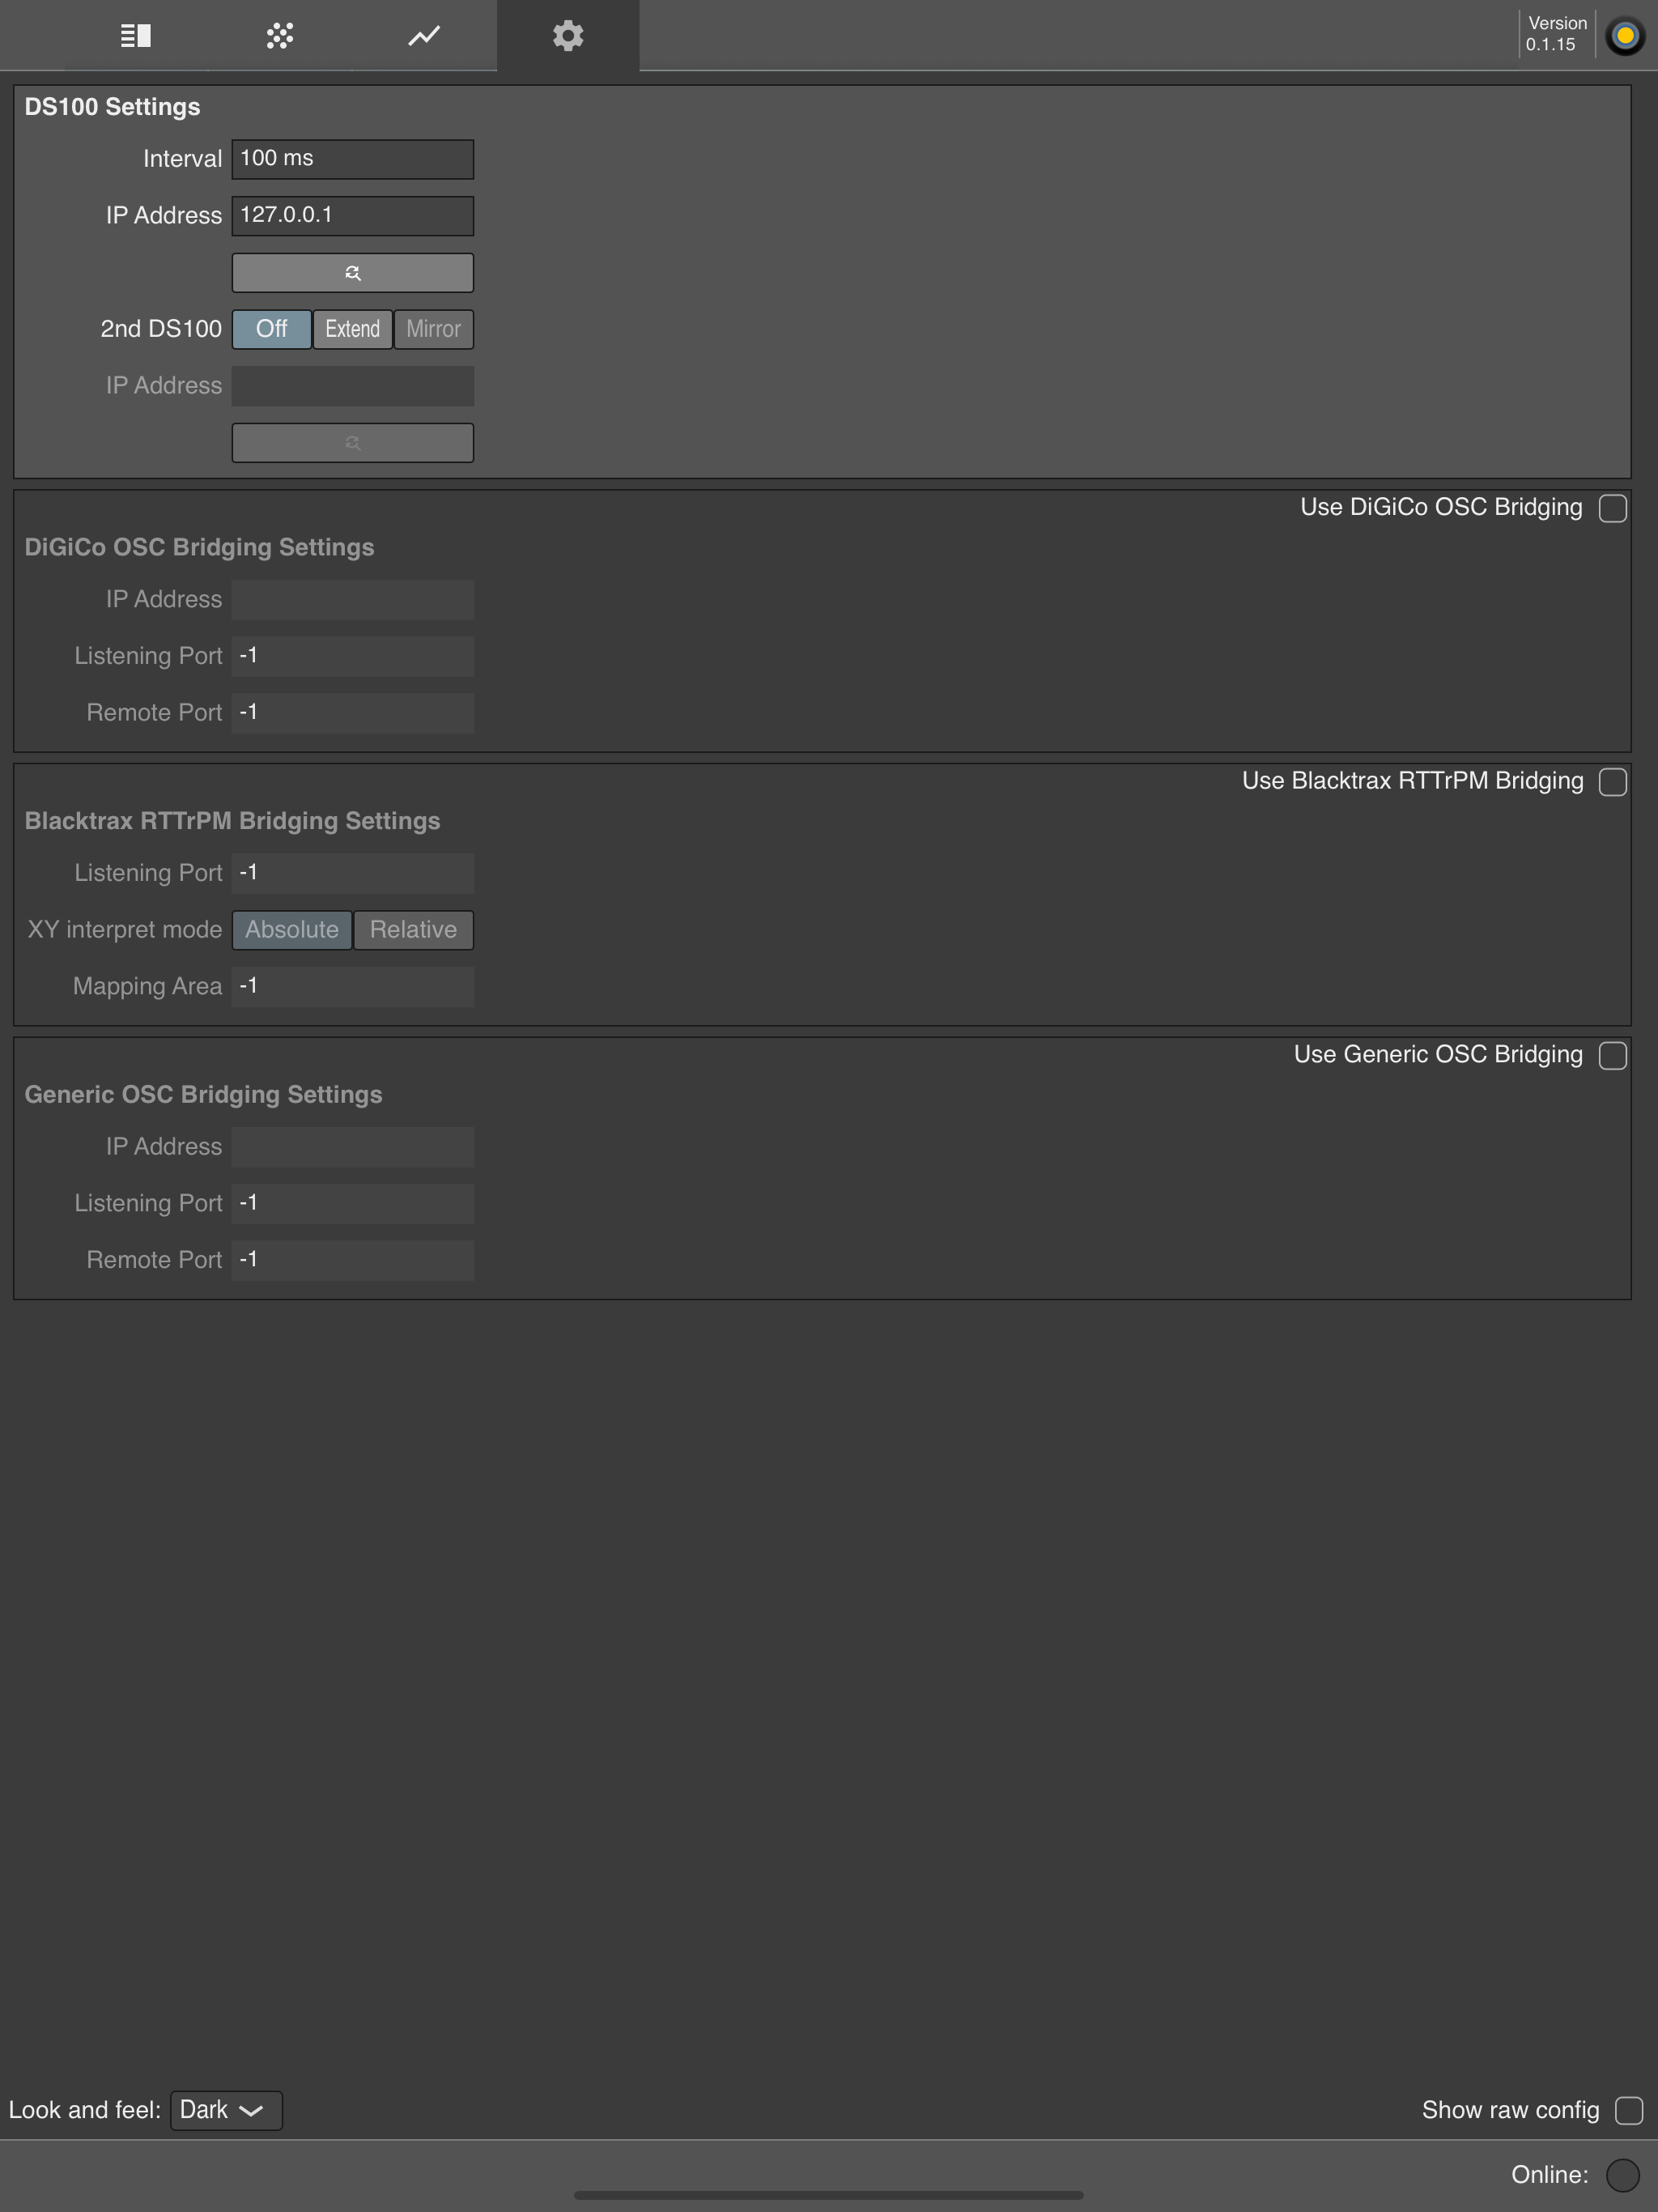 Version
0.1.15
DS100 Settings
Interval 100 ms
IP Address 127.0.0.1
2nd DS100 Off Extend Mirror
IP Address
Use DiGiCo OSC Bridging
DiGiCo OSC Bridging Settings
IP Address
Listening Port -1
Remote Port -1
Use Blacktrax RTTrPM Bridging
Blacktrax RTTrPM Bridging Settings
Listening Port -1
XY interpret mode Absolute Relative
Mapping Area -1
Use Generic OSC Bridging
Generic OSC Bridging Settings
IP Address
Listening Port -1
Remote Port -1
Look and feel: Dark Show raw config
Online: